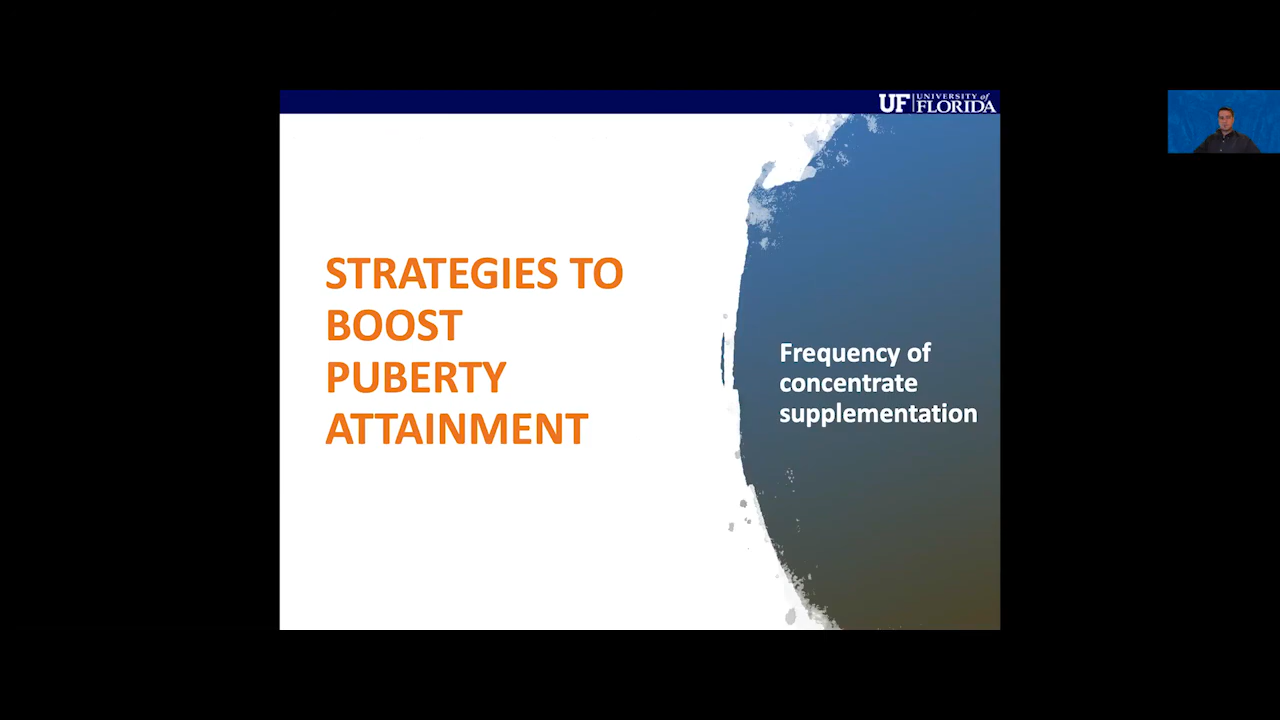 UF UNIVERSITY of
FLORIDA
STRATEGIES TO
BOOST
PUBERTY
ATTAINMENT
Frequency of
concentrate
supplementation